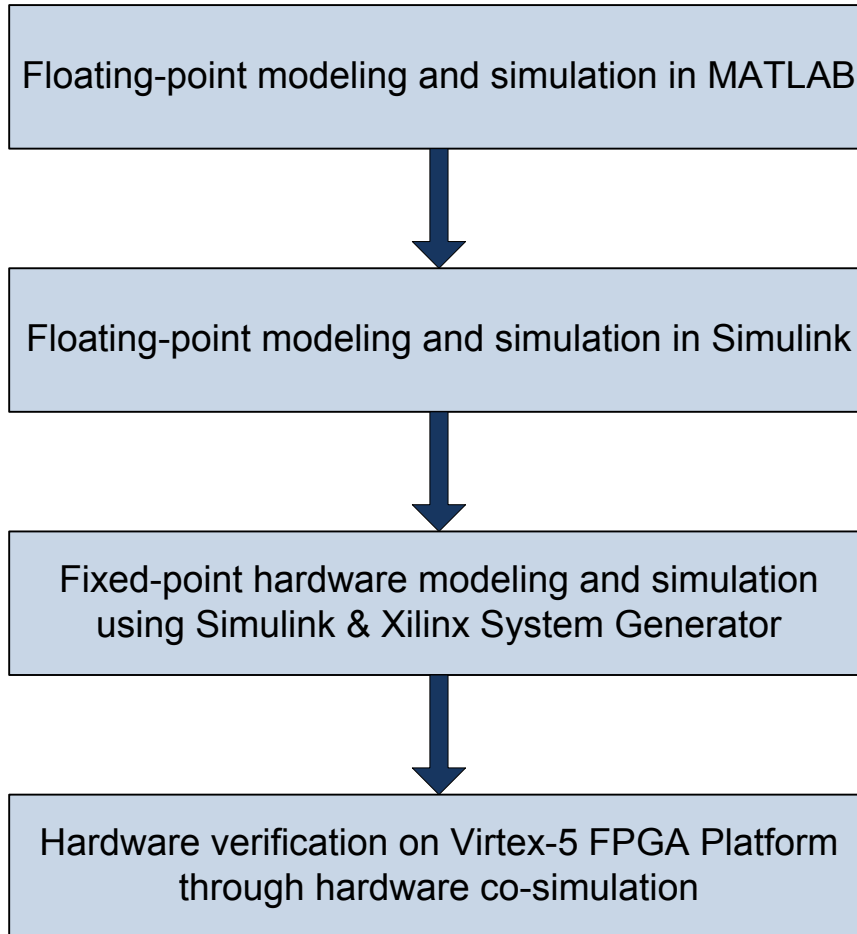 Floating-point modeling and simulation in MATLAB
Floating-point modeling and simulation in Simulink
Fixed-point hardware modeling and simulation
using Simulink & Xilinx System Generator
Hardware verification on Virtex-5 FPGA Platform
through hardware co-simulation